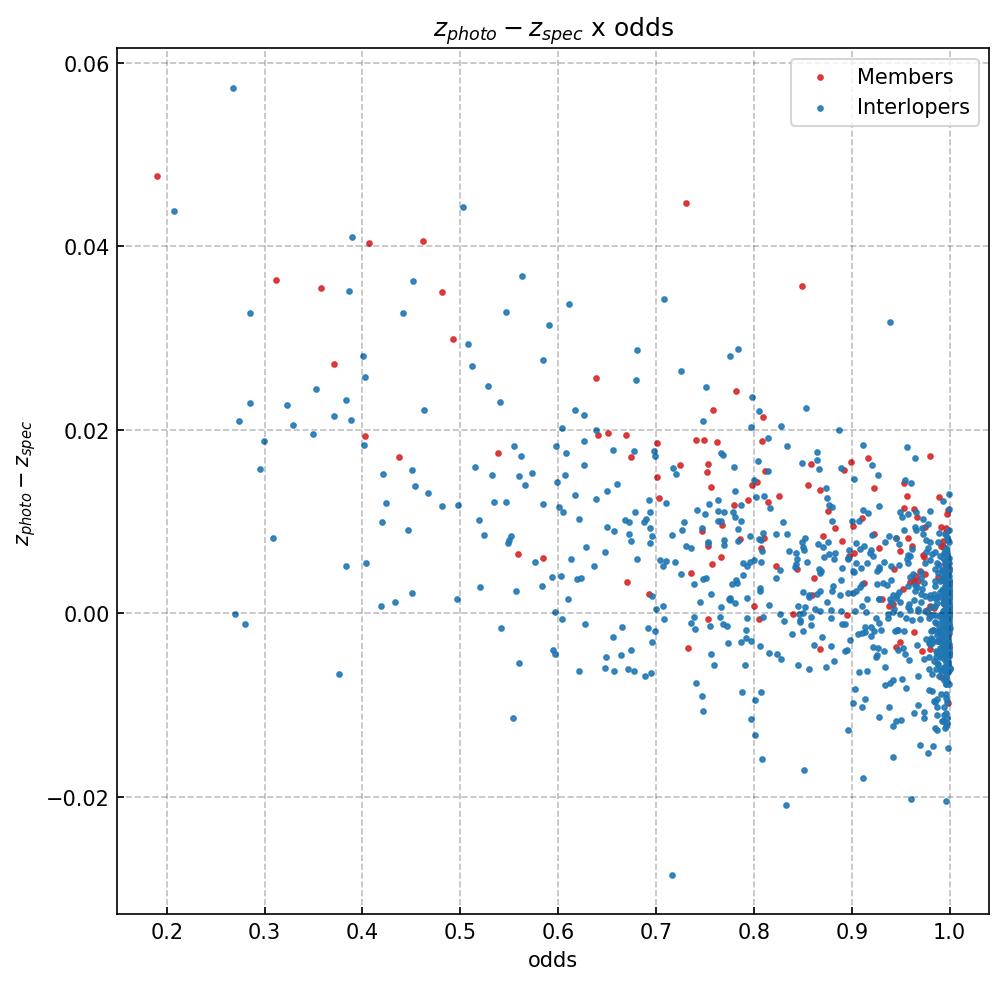 z_photo − z_spec x odds
Members
Interlopers
z_photo − z_spec
0.06
0.04
0.02
0.00
−0.02
0.2 0.3 0.4 0.5 0.6 0.7 0.8 0.9 1.0
odds